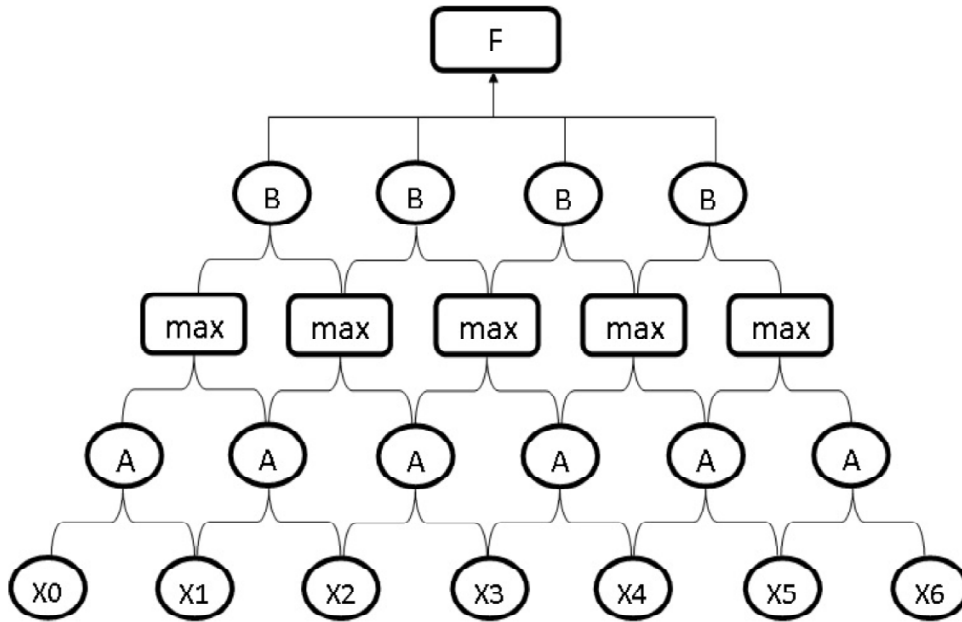 F
B B B B
max max max max max
A A A A A A
X0 X1 X2 X3 X4 X5 X6